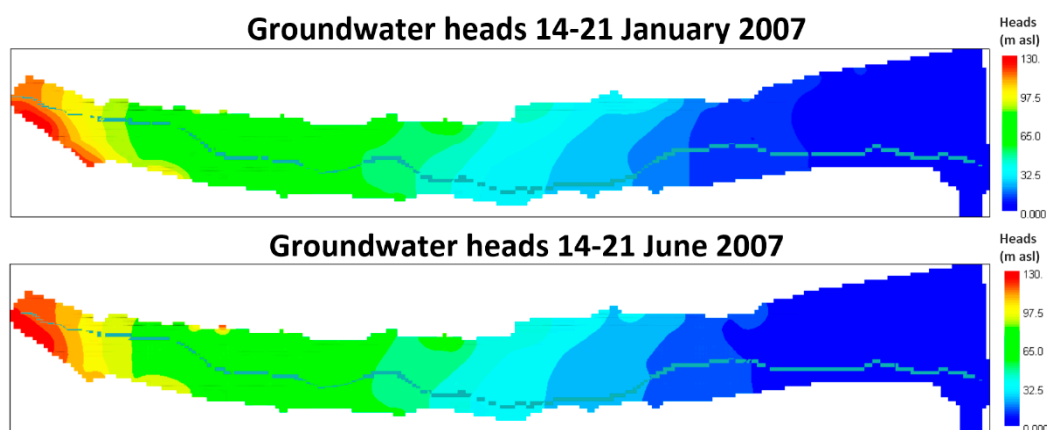 Groundwater heads 14-21 January 2007
Heads
(m asl)
130.
97.5
65.0
32.5
0.000
Groundwater heads 14-21 June 2007
Heads
(m asl)
130.
97.5
65.0
32.5
0.000